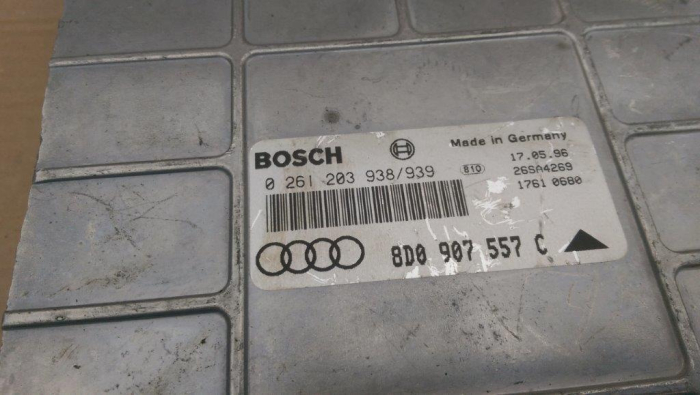 BOSCH
Made in Germany
0 261 203 938/939
810
17.05.96
26SA4269
1761 0680
8D0 907 557 C